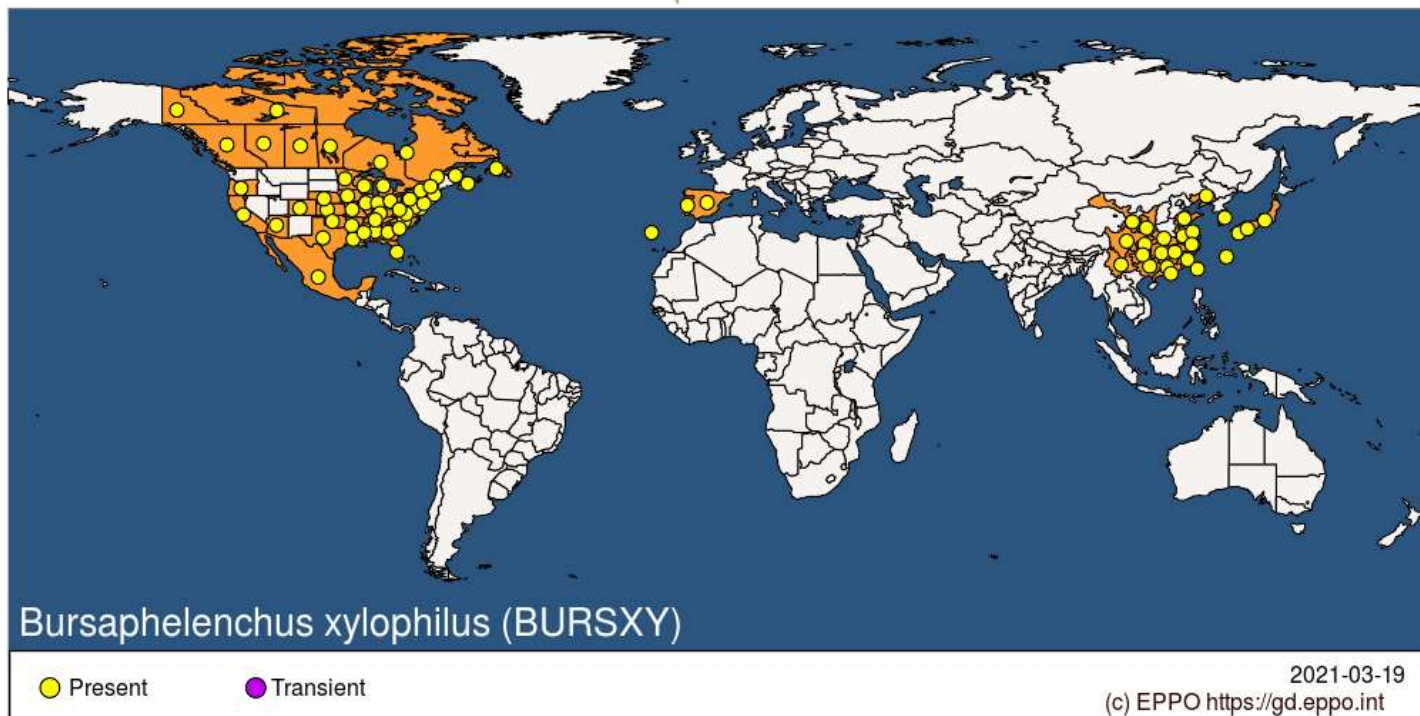 Bursaphelenchus xylophilus (BURSXY)
Present
Transient
2021-03-19
(c) EPPO https://gd.eppo.int